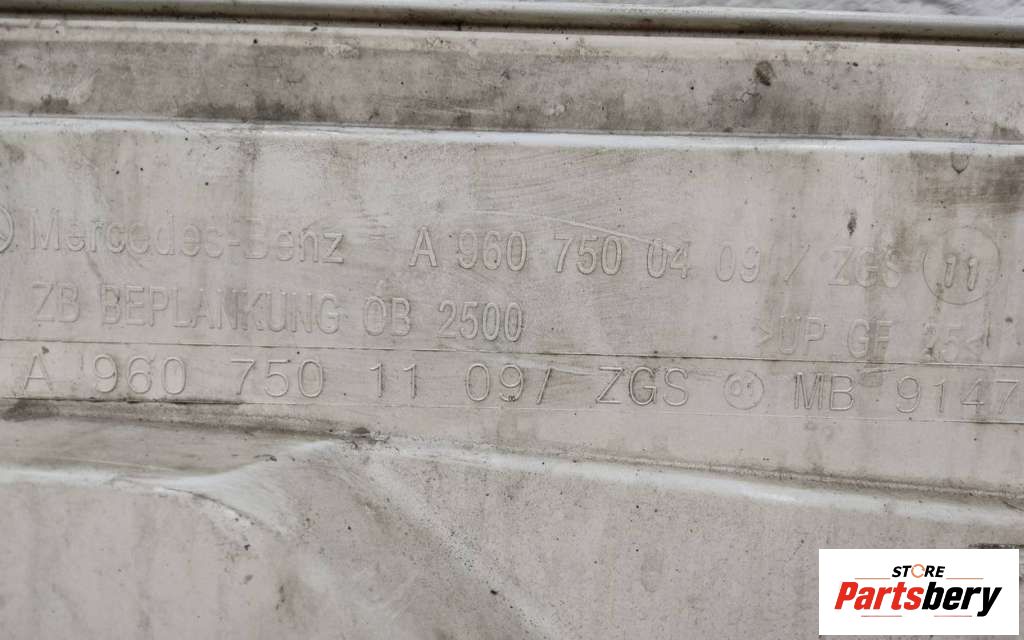 Mercedes-Benz A 960 750 04 09 / ZGS 11
ZB BEPLANKUNG OB 2500 >UP.GF 25<
A 960 750 11 09/ ZGS 01 MB 9147
STORE
Partsbery